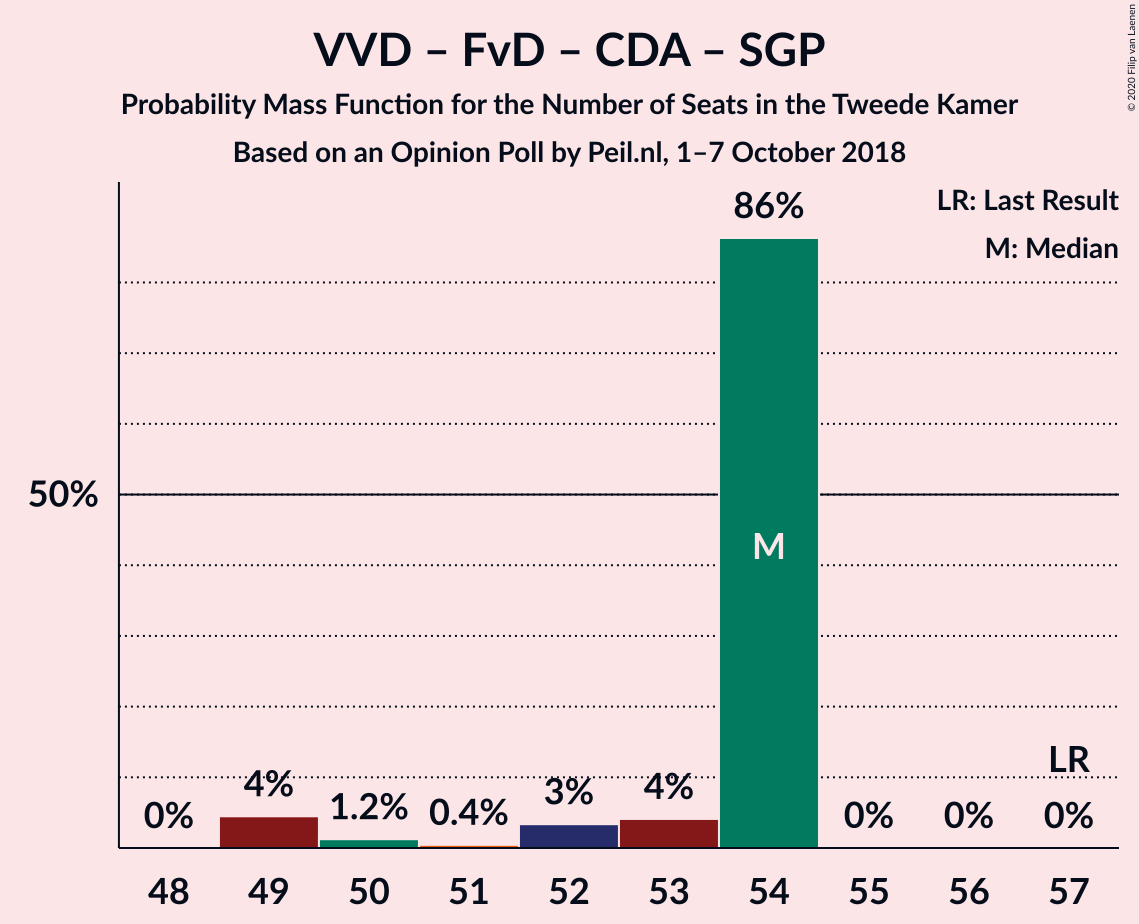 VVD – FvD – CDA – SGP
Probability Mass Function for the Number of Seats in the Tweede Kamer
Based on an Opinion Poll by Peil.nl, 1–7 October 2018
© 2020 Filip van Laenen
LR: Last Result
M: Median
86%
50%
M
LR
0%
4%
1.2%
0.4%
3%
4%
0%
0%
0%
48
49
50
51
52
53
54
55
56
57